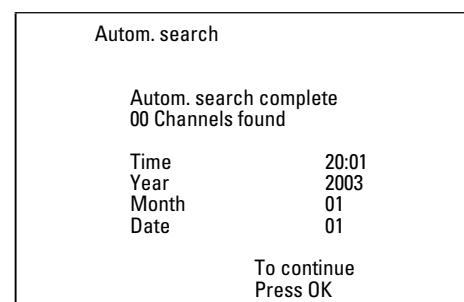 Autom. search
Autom. search complete
00 Channels found
Time 20:01
Year 2003
Month 01
Date 01
To continue
Press OK